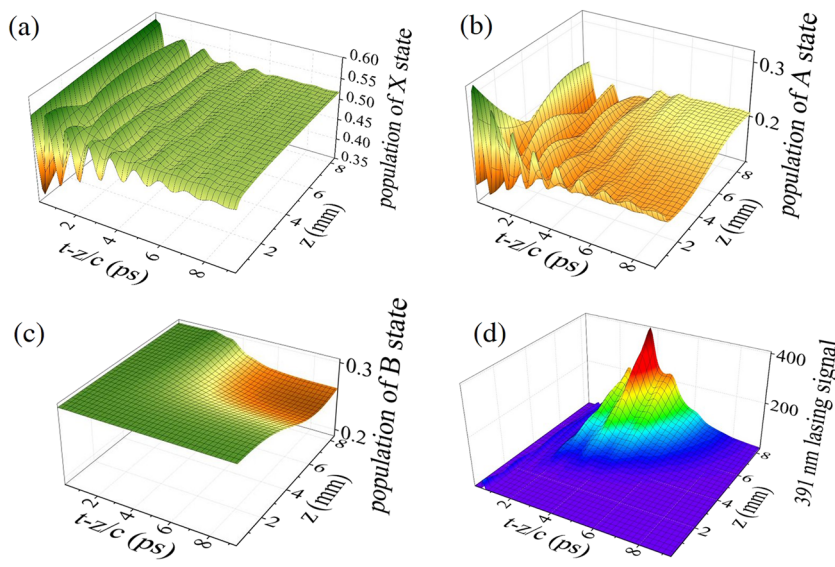 (a)
0.60
0.55
0.50
0.45
0.40
0.35
population of X state
2
4
6
8
t-z/c (ps)
2
4
6
8
z (mm)
(b)
0.3
0.2
population of A state
2
4
6
8
t-z/c (ps)
2
4
6
8
z (mm)
(c)
0.3
0.2
population of B state
2
4
6
8
t-z/c (ps)
2
4
6
8
z (mm)
(d)
400
200
391 nm lasing signal
2
4
6
8
t-z/c (ps)
2
4
6
8
z (mm)